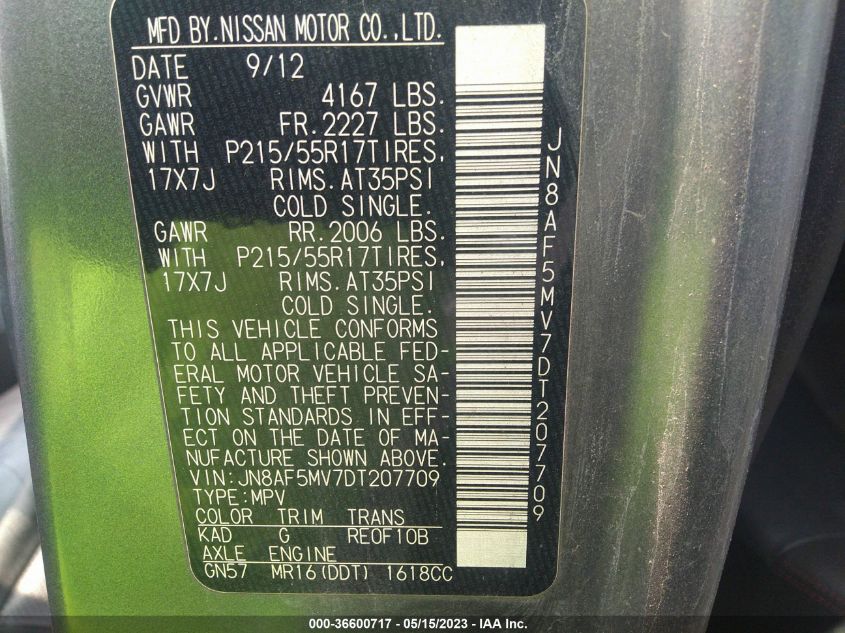 MFD BY.NISSAN MOTOR CO.,LTD.
DATE 9/12
GVWR 4167 LBS.
GAWR FR.2227 LBS.
WITH P215/55R17TIRES,
17X7J RIMS.AT35PSI
COLD SINGLE.
GAWR RR.2006 LBS.
WITH P215/55R17TIRES,
17X7J RIMS.AT35PSI
COLD SINGLE.
THIS VEHICLE CONFORMS
TO ALL APPLICABLE FED-
ERAL MOTOR VEHICLE SA-
FETY AND THEFT PREVEN-
TION STANDARDS IN EFF-
ECT ON THE DATE OF MA-
NUFACTURE SHOWN ABOVE.
VIN:JN8AF5MV7DT207709
TYPE:MPV
COLOR TRIM TRANS
KAD G RE0F10B
AXLE ENGINE
GN57 MR16(DDT) 1618CC
JN8AF5MV7DT207709
000-36600717 - 05/15/2023 - IAA Inc.